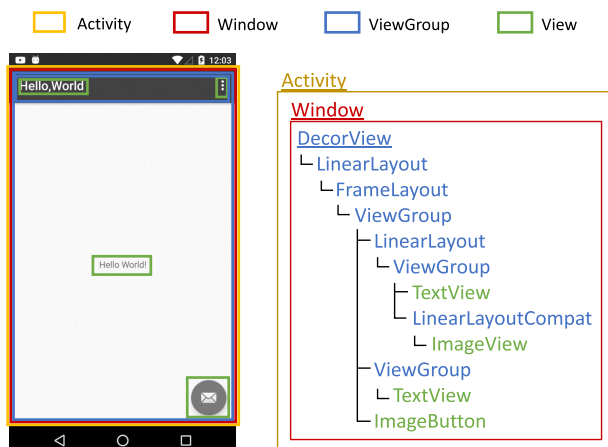 Activity
Window
ViewGroup
View
12:03
Hello,World
Hello World!
Activity
Window
DecorView
LinearLayout
FrameLayout
ViewGroup
LinearLayout
ViewGroup
TextView
LinearLayoutCompat
ImageView
ViewGroup
TextView
ImageButton